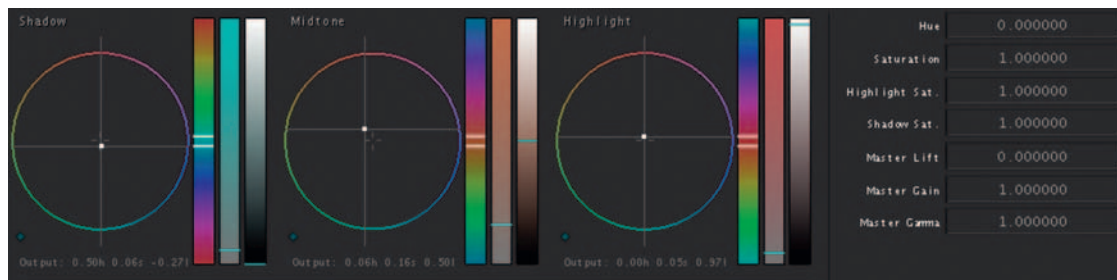 Shadow
Midtone
Highlight
Hue 0.000000
Saturation 1.000000
Highlight Sat. 1.000000
Shadow Sat. 1.000000
Master Lift 0.000000
Master Gain 1.000000
Master Gamma 1.000000
Output: 0.50h 0.06s -0.27l
Output: 0.06h 0.16s 0.50l
Output: 0.00h 0.05s 0.97l